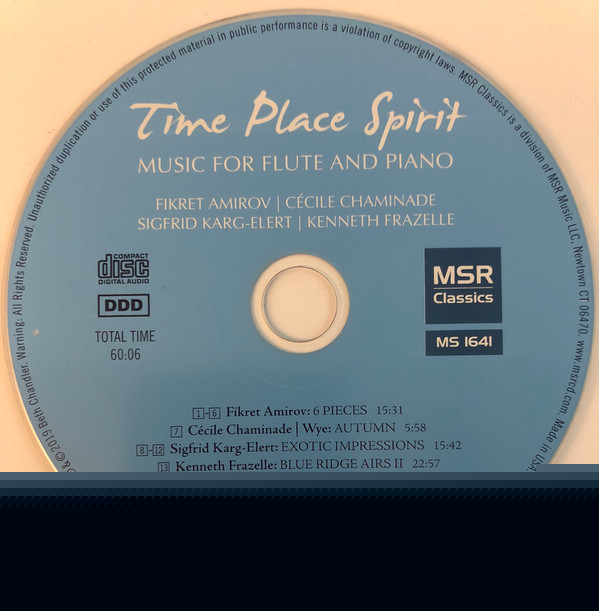 ℗&©2019 Beth Chandler. Warning: All Rights Reserved. Unauthorized duplication or use of this protected material in public performance is a violation of copyright laws. MSR Classics is a division of MSR Music LLC, Newtown CT 06470. www.msrcd.com. Made in USA.
Time Place Spirit
MUSIC FOR FLUTE AND PIANO
FIKRET AMIROV | CÉCILE CHAMINADE
SIGFRID KARG-ELERT | KENNETH FRAZELLE
COMPACT
disc
DIGITAL AUDIO
DDD
TOTAL TIME
60:06
MSR
Classics
MS 1641
1-6 Fikret Amirov: 6 PIECES 15:31
7 Cécile Chaminade | Wye: AUTUMN 5:58
8-12 Sigfrid Karg-Elert: EXOTIC IMPRESSIONS 15:42
13 Kenneth Frazelle: BLUE RIDGE AIRS II 22:57